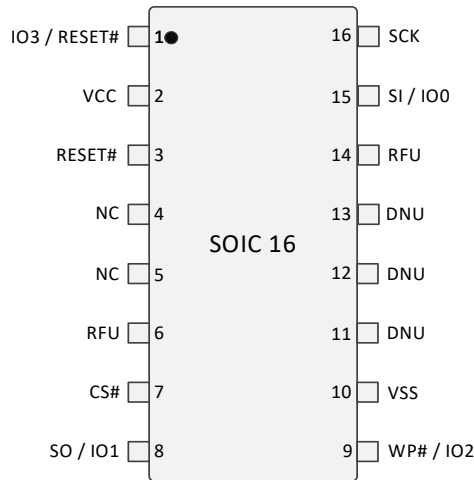 IO3 / RESET# 1 16 SCK
VCC 2 15 SI / IO0
RESET# 3 14 RFU
NC 4 13 DNU
SOIC 16
NC 5 12 DNU
RFU 6 11 DNU
CS# 7 10 VSS
SO / IO1 8 9 WP# / IO2